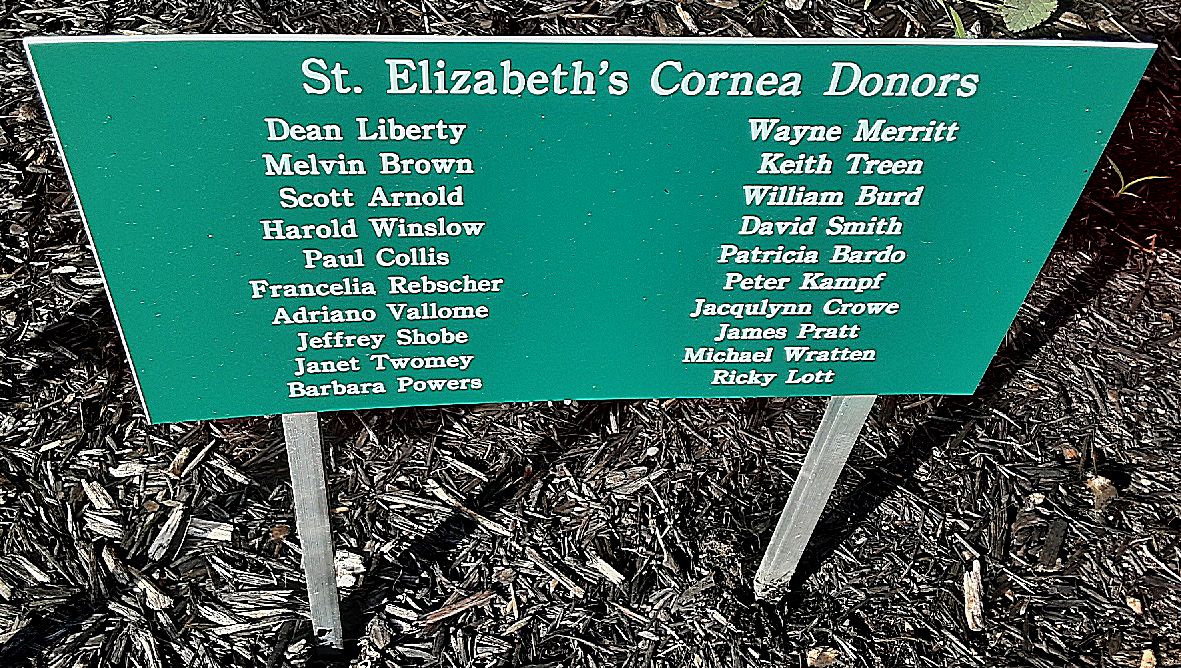 St. Elizabeth's Cornea Donors
Dean Liberty
Melvin Brown
Scott Arnold
Harold Winslow
Paul Collis
Francelia Rebscher
Adriano Vallome
Jeffrey Shobe
Janet Twomey
Barbara Powers
Wayne Merritt
Keith Treen
William Burd
David Smith
Patricia Bardo
Peter Kampf
Jacqulynn Crowe
James Pratt
Michael Wratten
Ricky Lott